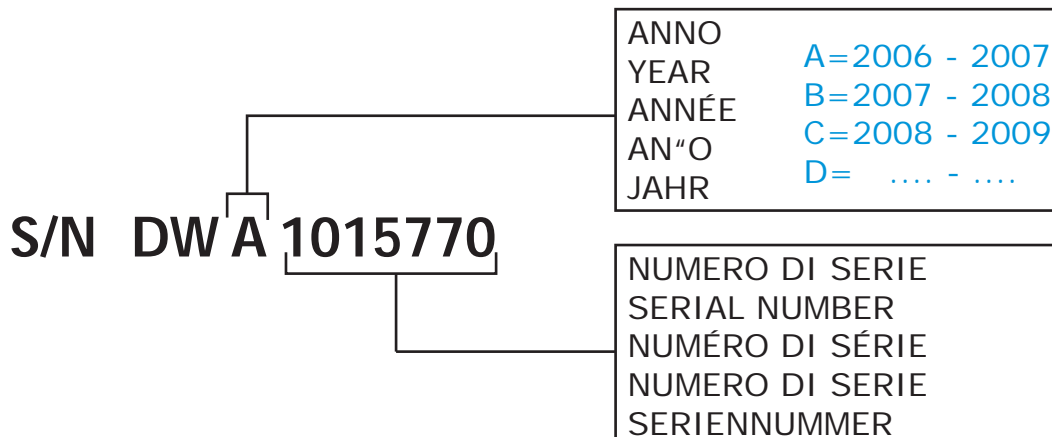 ANNO
YEAR
ANNÉE
AN“O
JAHR
A=2006 - 2007
B=2007 - 2008
C=2008 - 2009
D= .... - ....
S/N DW A 1015770
NUMERO DI SERIE
SERIAL NUMBER
NUMÉRO DI SÉRIE
NUMERO DI SERIE
SERIENNUMMER